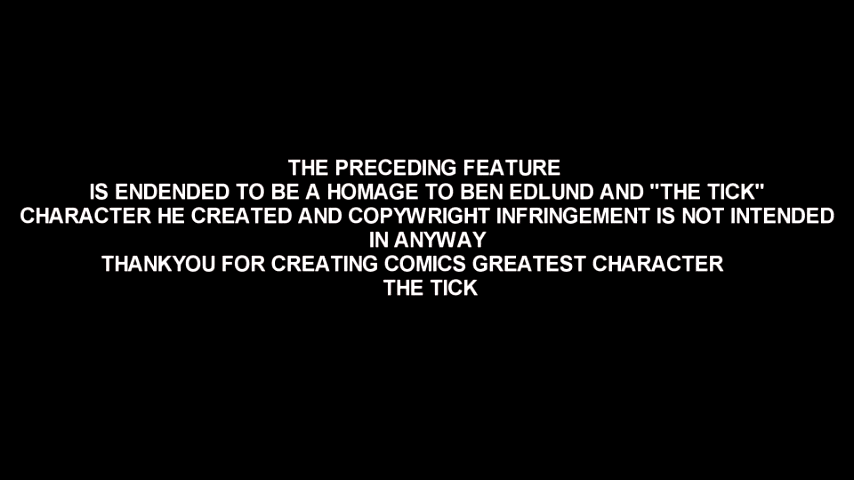 THE PRECEDING FEATURE
IS ENDENDED TO BE A HOMAGE TO BEN EDLUND AND "THE TICK"
CHARACTER HE CREATED AND COPYWRIGHT INFRINGEMENT IS NOT INTENDED
IN ANYWAY
THANKYOU FOR CREATING COMICS GREATEST CHARACTER
THE TICK